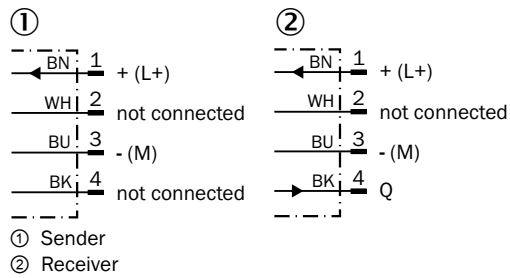 ① ②
BN 1 + (L+) BN 1 + (L+)
WH 2 not connected WH 2 not connected
BU 3 - (M) BU 3 - (M)
BK 4 not connected BK 4 Q
① Sender
② Receiver